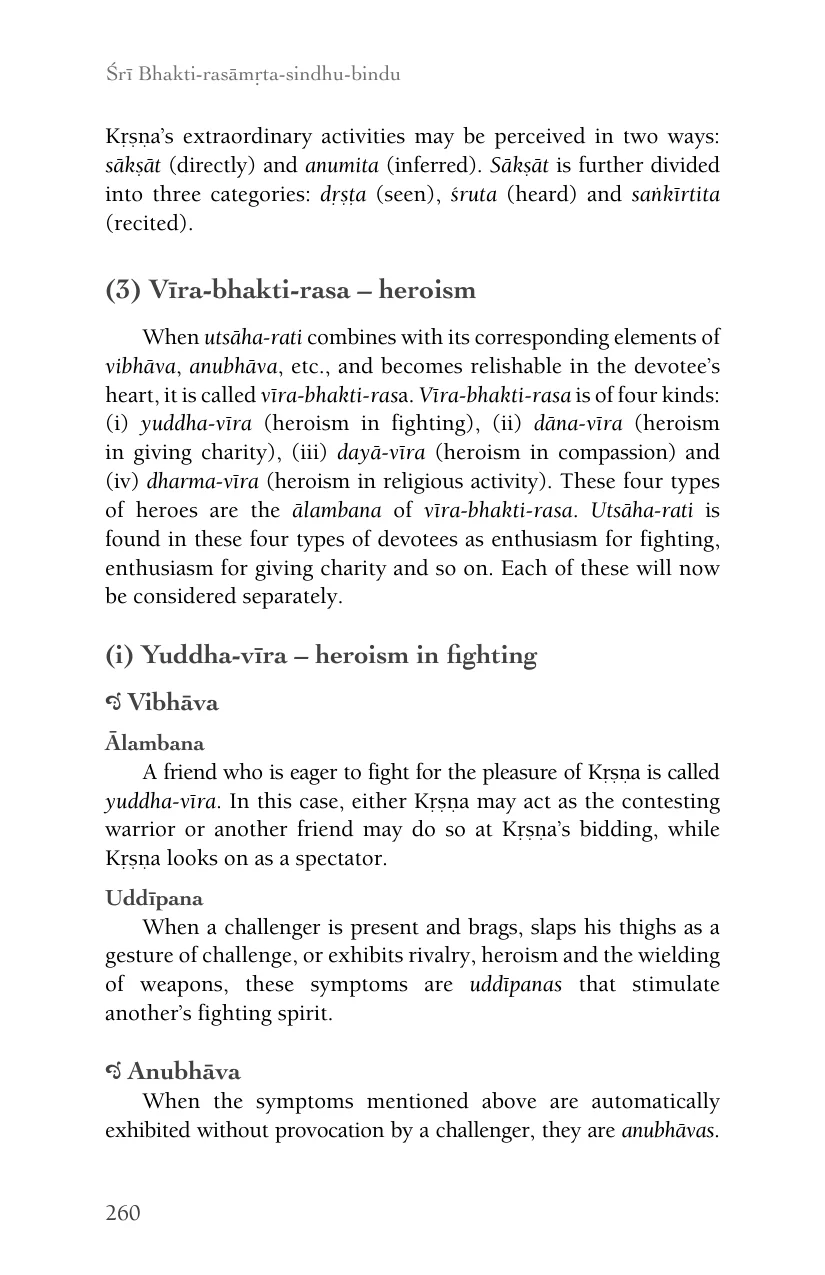 Śrī Bhakti-rasāmṛta-sindhu-bindu
Kṛṣṇa’s extraordinary activities may be perceived in two ways:
sākṣāt (directly) and anumita (inferred). Sākṣāt is further divided
into three categories: dṛṣṭa (seen), śruta (heard) and saṅkīrtita
(recited).
(3) Vīra-bhakti-rasa – heroism
When utsāha-rati combines with its corresponding elements of
vibhāva, anubhāva, etc., and becomes relishable in the devotee’s
heart, it is called vīra-bhakti-rasa. Vīra-bhakti-rasa is of four kinds:
(i) yuddha-vīra (heroism in fighting), (ii) dāna-vīra (heroism
in giving charity), (iii) dayā-vīra (heroism in compassion) and
(iv) dharma-vīra (heroism in religious activity). These four types
of heroes are the ālambana of vīra-bhakti-rasa. Utsāha-rati is
found in these four types of devotees as enthusiasm for fighting,
enthusiasm for giving charity and so on. Each of these will now
be considered separately.
(i) Yuddha-vīra – heroism in fighting
Vibhāva
Ālambana
A friend who is eager to fight for the pleasure of Kṛṣṇa is called
yuddha-vīra. In this case, either Kṛṣṇa may act as the contesting
warrior or another friend may do so at Kṛṣṇa’s bidding, while
Kṛṣṇa looks on as a spectator.
Uddīpana
When a challenger is present and brags, slaps his thighs as a
gesture of challenge, or exhibits rivalry, heroism and the wielding
of weapons, these symptoms are uddīpanas that stimulate
another’s fighting spirit.
Anubhāva
When the symptoms mentioned above are automatically
exhibited without provocation by a challenger, they are anubhāvas.
260